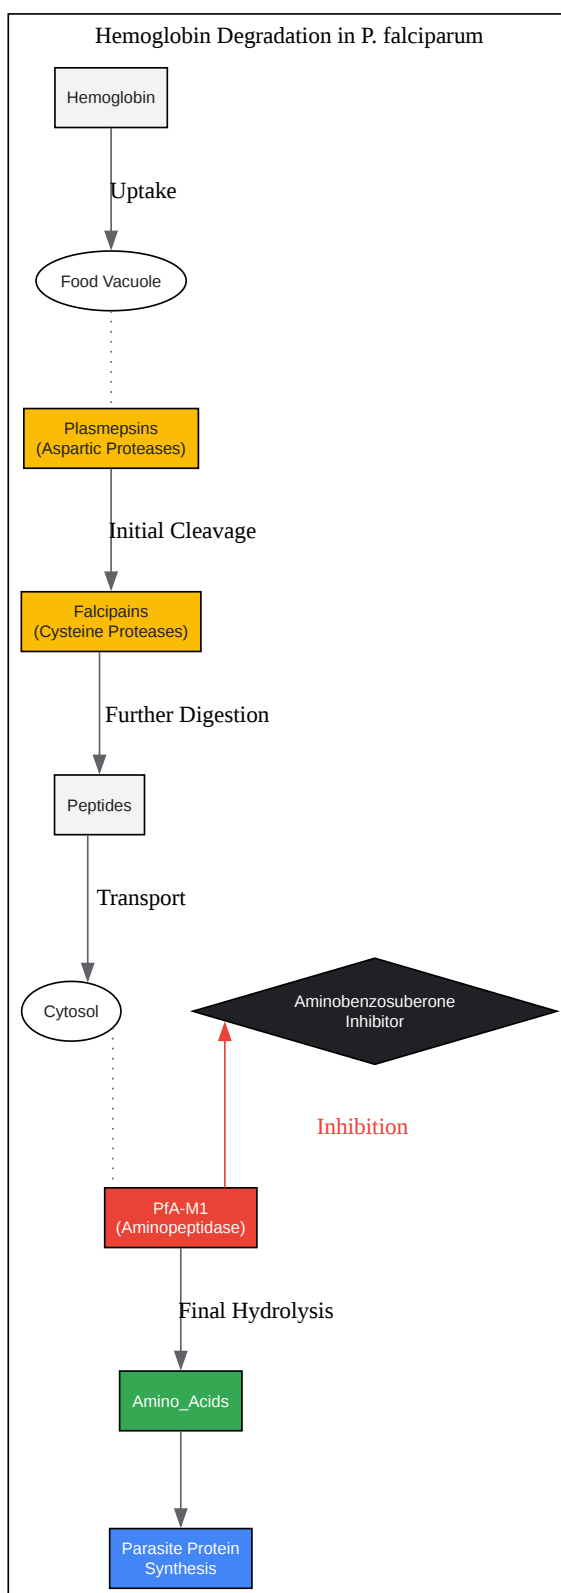 Hemoglobin Degradation in P. falciparum
Hemoglobin
Uptake
Food Vacuole
Plasmepsins
(Aspartic Proteases)
Initial Cleavage
Falcipains
(Cysteine Proteases)
Further Digestion
Peptides
Transport
Cytosol
Aminobenzosuberone
Inhibitor
Inhibition
PfA-M1
(Aminopeptidase)
Final Hydrolysis
Amino_Acids
Parasite Protein
Synthesis